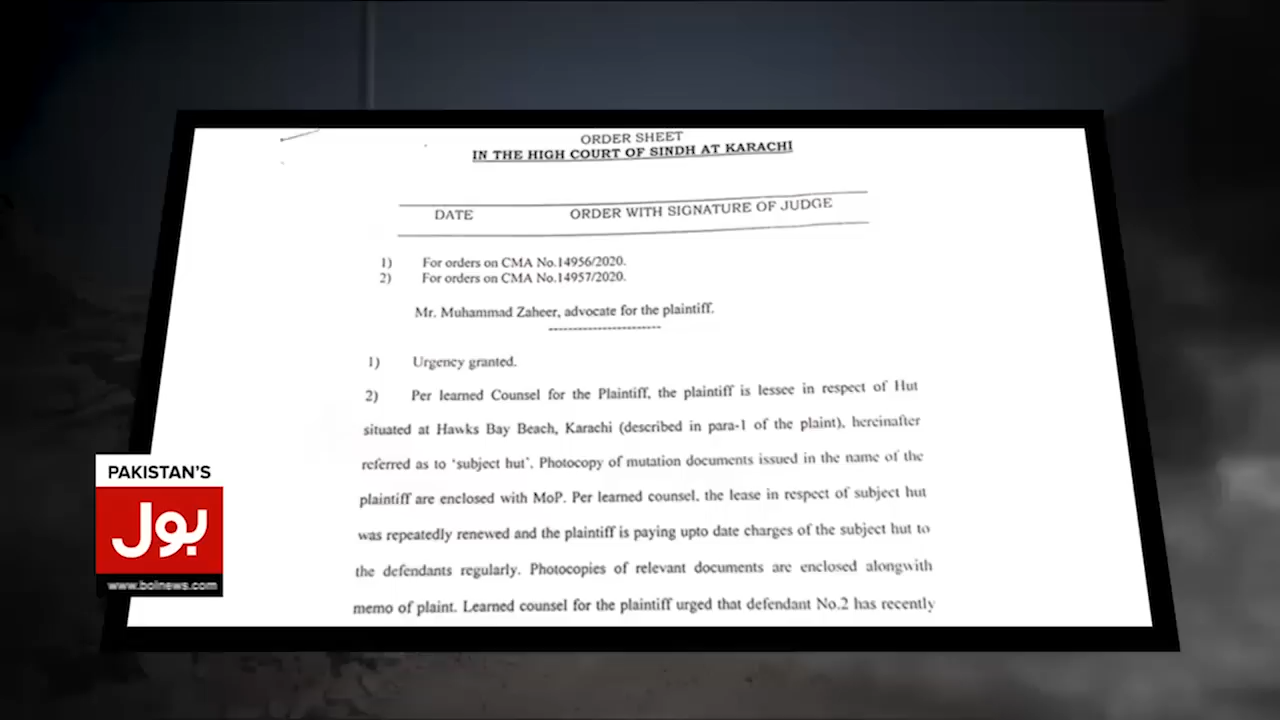 ORDER SHEET
IN THE HIGH COURT OF SINDH AT KARACHI
DATE ORDER WITH SIGNATURE OF JUDGE
1) For orders on CMA No.14956/2020.
2) For orders on CMA No.14957/2020.
Mr. Muhammad Zaheer, advocate for the plaintiff.
-----------------------
1) Urgency granted.
2) Per learned Counsel for the Plaintiff, the plaintiff is lessee in respect of Hut
situated at Hawks Bay Beach, Karachi (described in para-1 of the plaint), hereinafter
referred as to 'subject hut'. Photocopy of mutation documents issued in the name of the
plaintiff are enclosed with MoP. Per learned counsel, the lease in respect of subject hut
was repeatedly renewed and the plaintiff is paying upto date charges of the subject hut to
the defendants regularly. Photocopies of relevant documents are enclosed alongwith
memo of plaint. Learned counsel for the plaintiff urged that defendant No.2 has recently
PAKISTAN'S
بول
www.bolnews.com